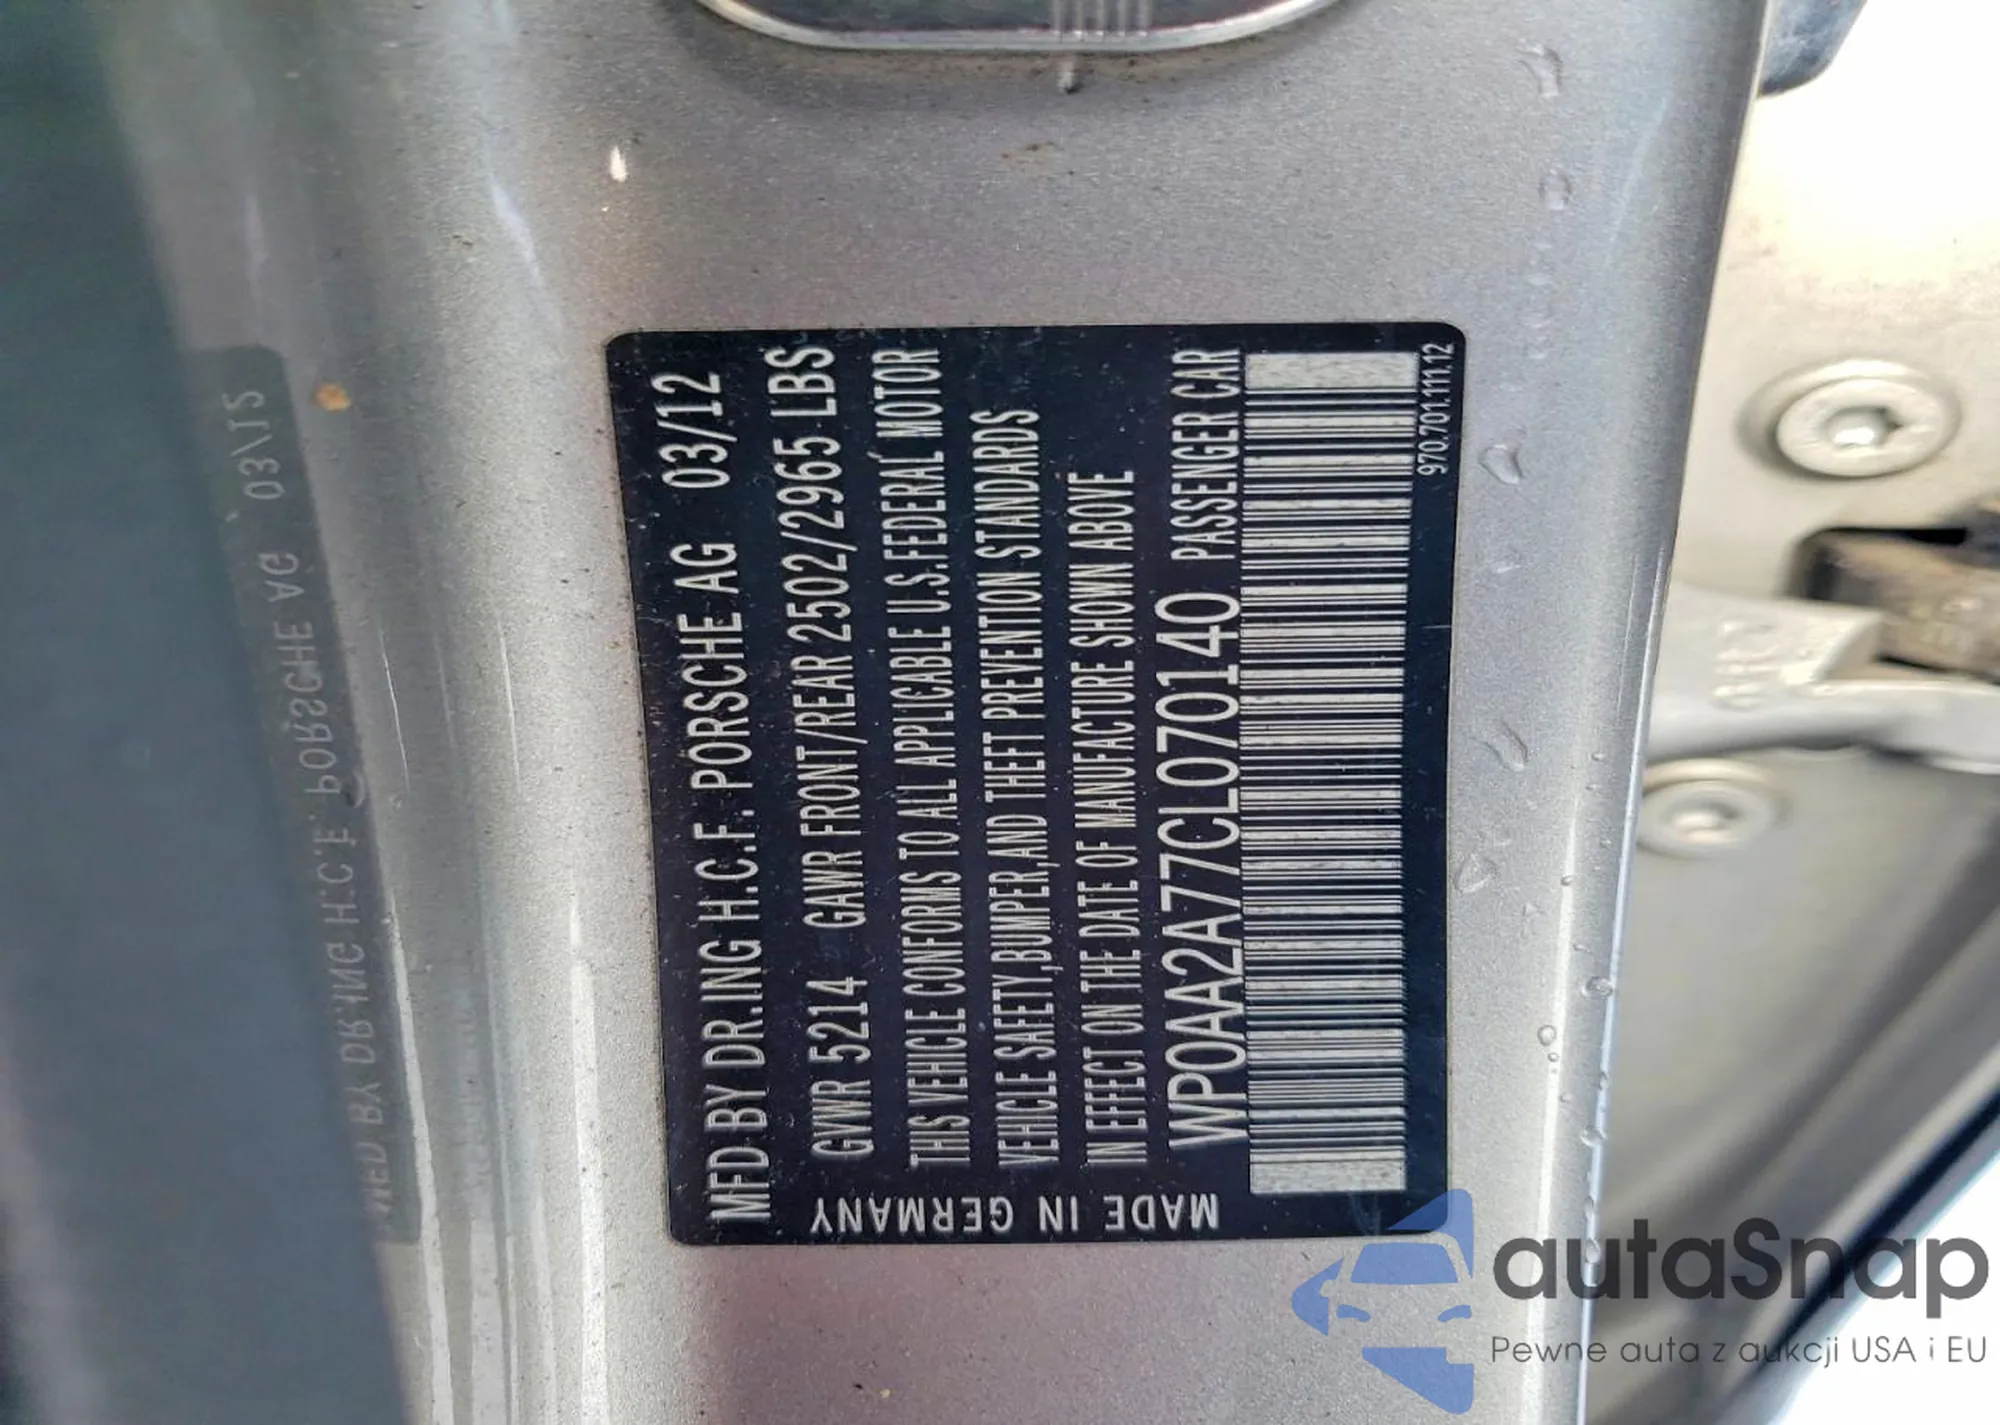 MFD BY DR.ING H.C.F. PORSCHE AG 03/12
GVWR 5214 GAWR FRONT/REAR 2502/2965 LBS
THIS VEHICLE CONFORMS TO ALL APPLICABLE U.S.FEDERAL MOTOR
VEHICLE SAFETY,BUMPER,AND THEFT PREVENTION STANDARDS
IN EFFECT ON THE DATE OF MANUFACTURE SHOWN ABOVE
WP0AA2A77CL070140 PASSENGER CAR
970.701.111.12
MADE IN GERMANY
MFD BY DR.ING H.C.F. PORSCHE AG 03/12
autaSnap
Pewne auta z aukcji USA i EU